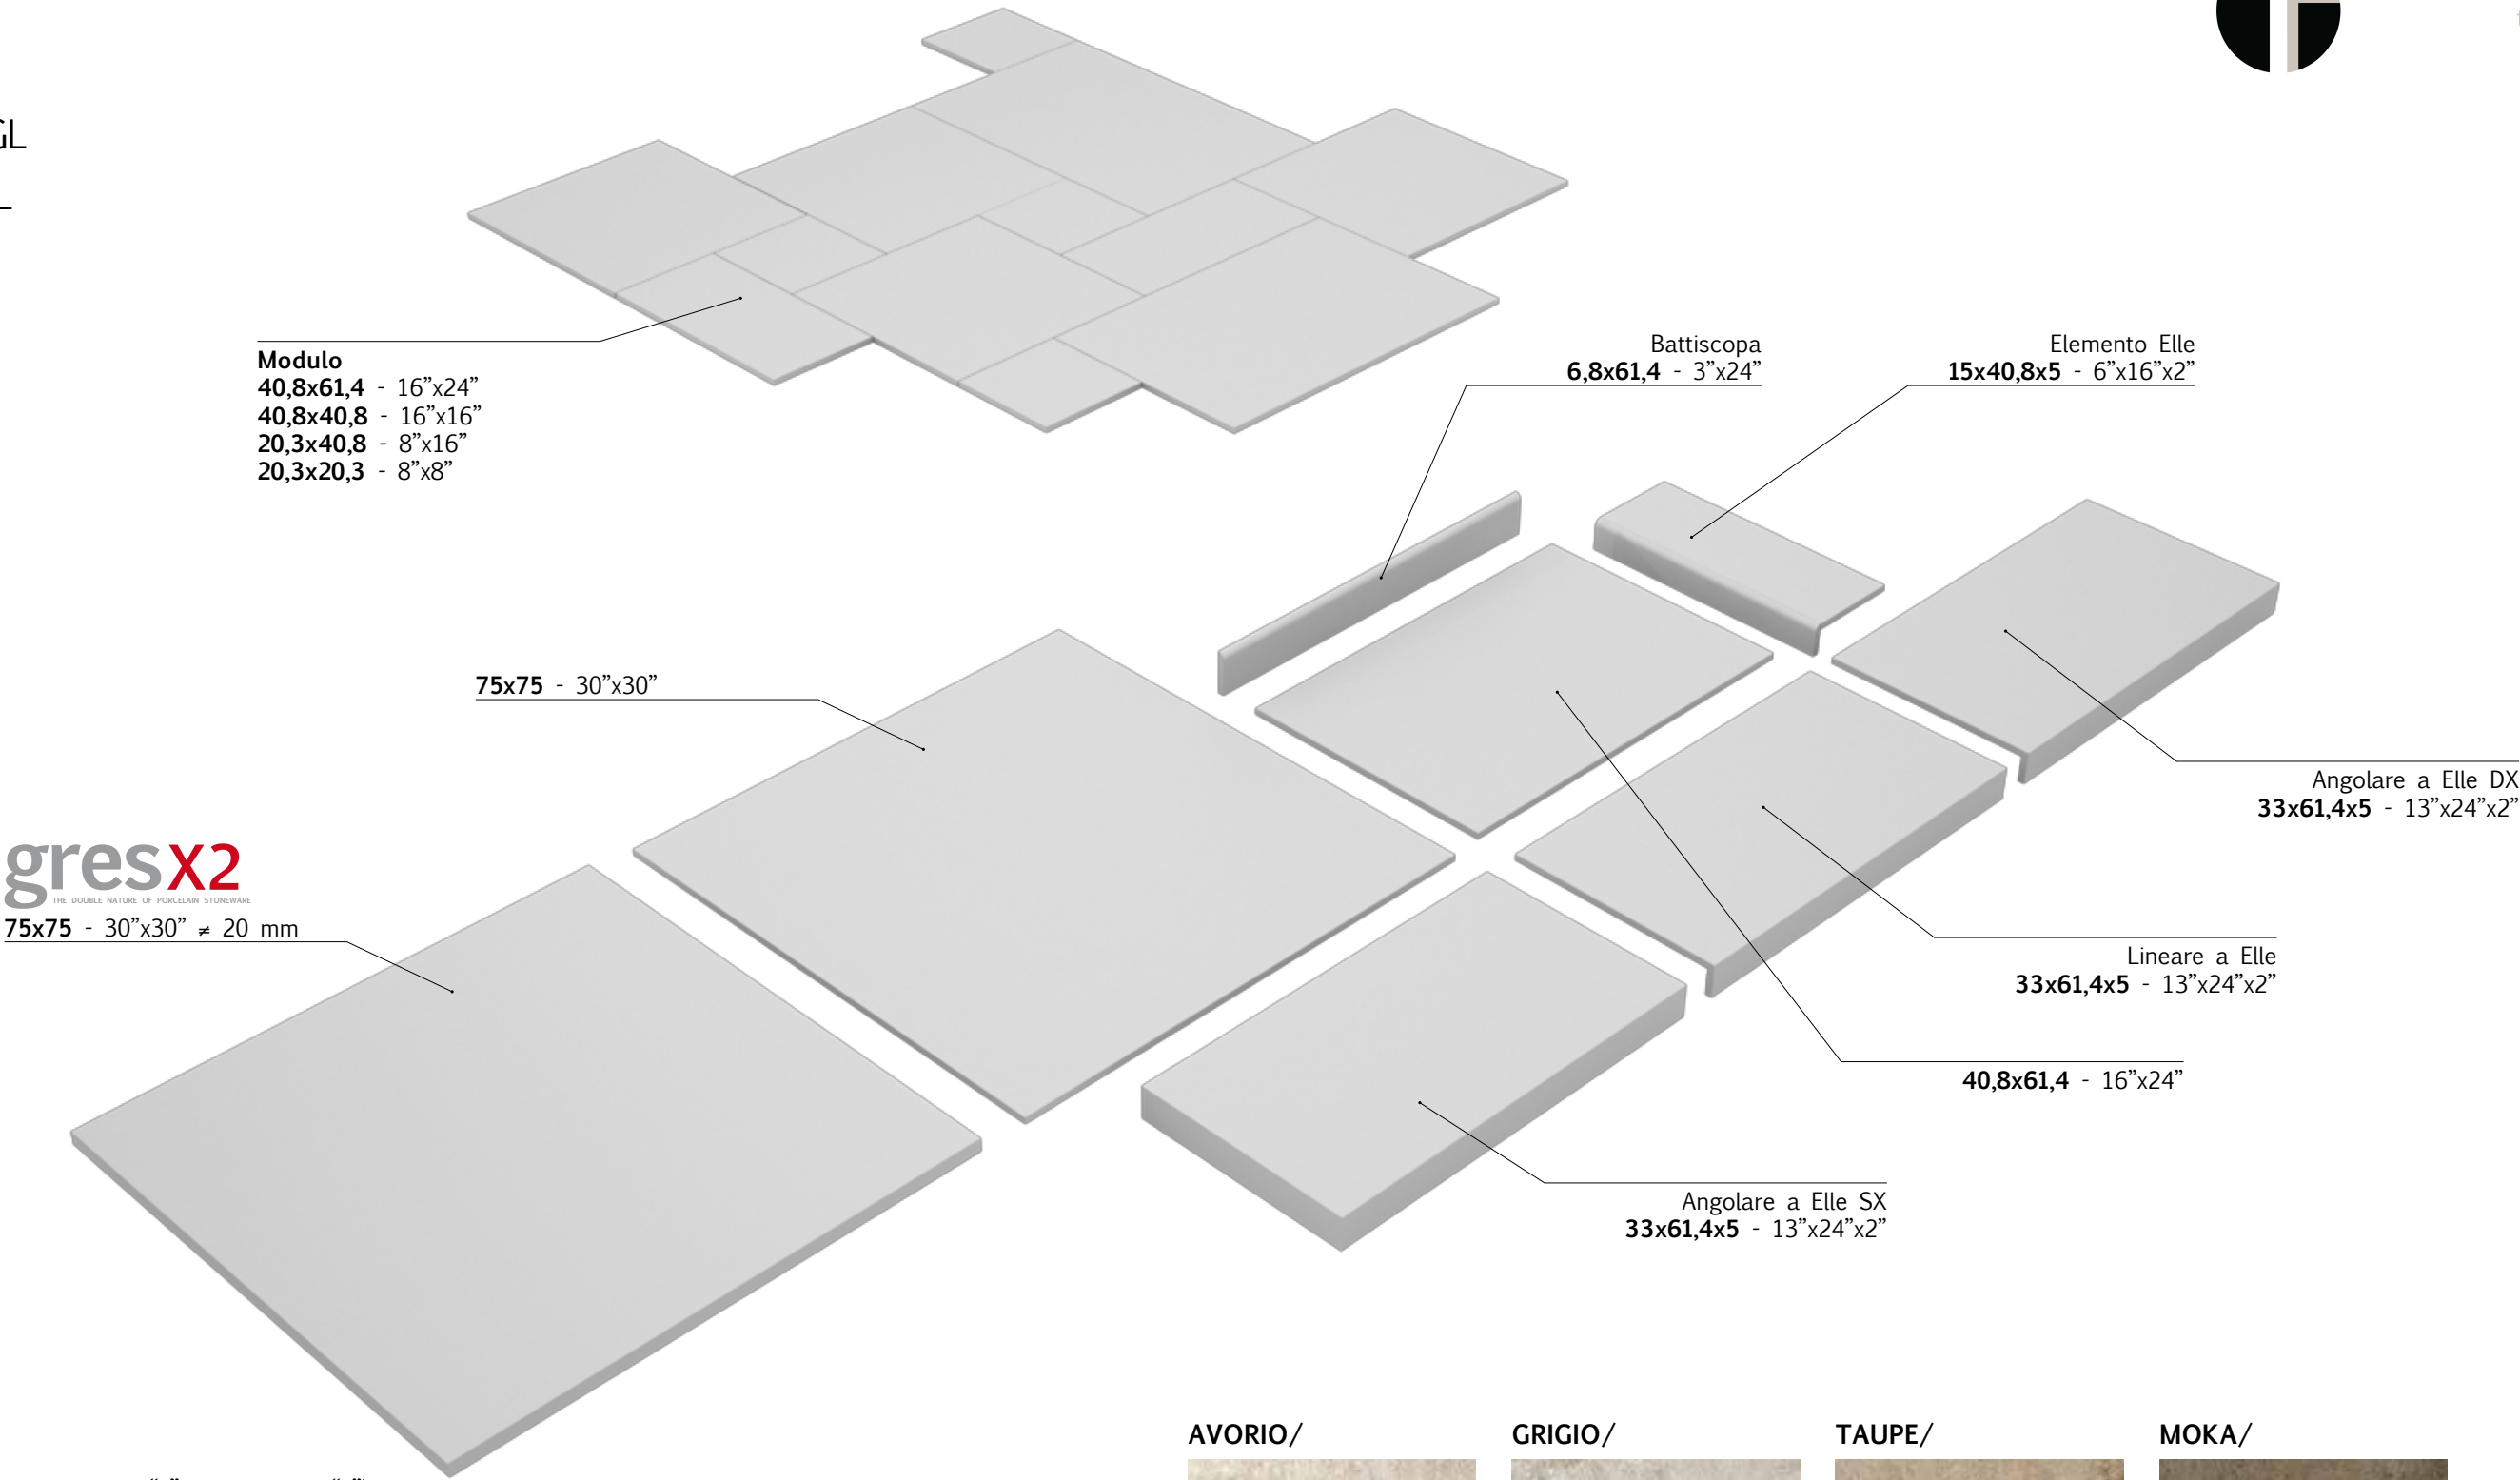 GL
Modulo
40,8x61,4 - 16”x24”
40,8x40,8 - 16”x16”
20,3x40,8 - 8”x16”
20,3x20,3 - 8”x8”
Battiscopa
6,8x61,4 - 3”x24”
Elemento Elle
15x40,8x5 - 6”x16”x2”
75x75 - 30”x30”
Angolare a Elle DX
33x61,4x5 - 13”x24”x2”
gresX2
THE DOUBLE NATURE OF PORCELAIN STONEWARE
75x75 - 30”x30” ≠ 20 mm
Lineare a Elle
33x61,4x5 - 13”x24”x2”
40,8x61,4 - 16”x24”
Angolare a Elle SX
33x61,4x5 - 13”x24”x2”
AVORIO/
GRIGIO/
TAUPE/
MOKA/